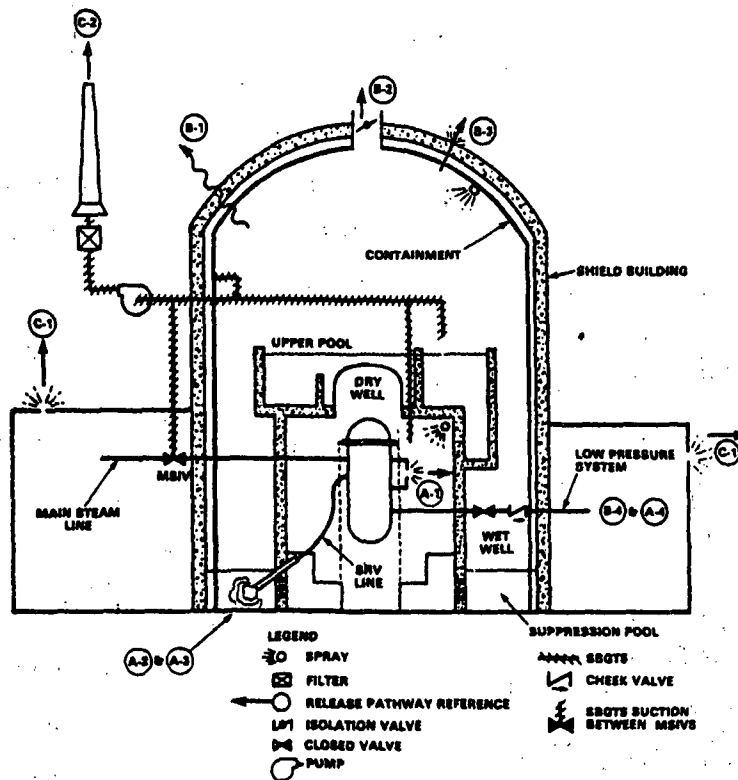 C-2
B-2
B-1
B-3
CONTAINMENT
SHIELD BUILDING
C-1
UPPER POOL
DRY
WELL
C-1
LOW PRESSURE
SYSTEM
MSIV
A-1
MAIN STEAM
LINE
B-4 & A-4
WET
WELL
SRV
LINE
A-2 & A-3
SUPPRESSION POOL
LEGEND
SPRAY
FILTER
RELEASE PATHWAY REFERENCE
ISOLATION VALVE
CLOSED VALVE
PUMP
SBGTS
CHEEK VALVE
SBGTS SUCTION
BETWEEN MSIVS